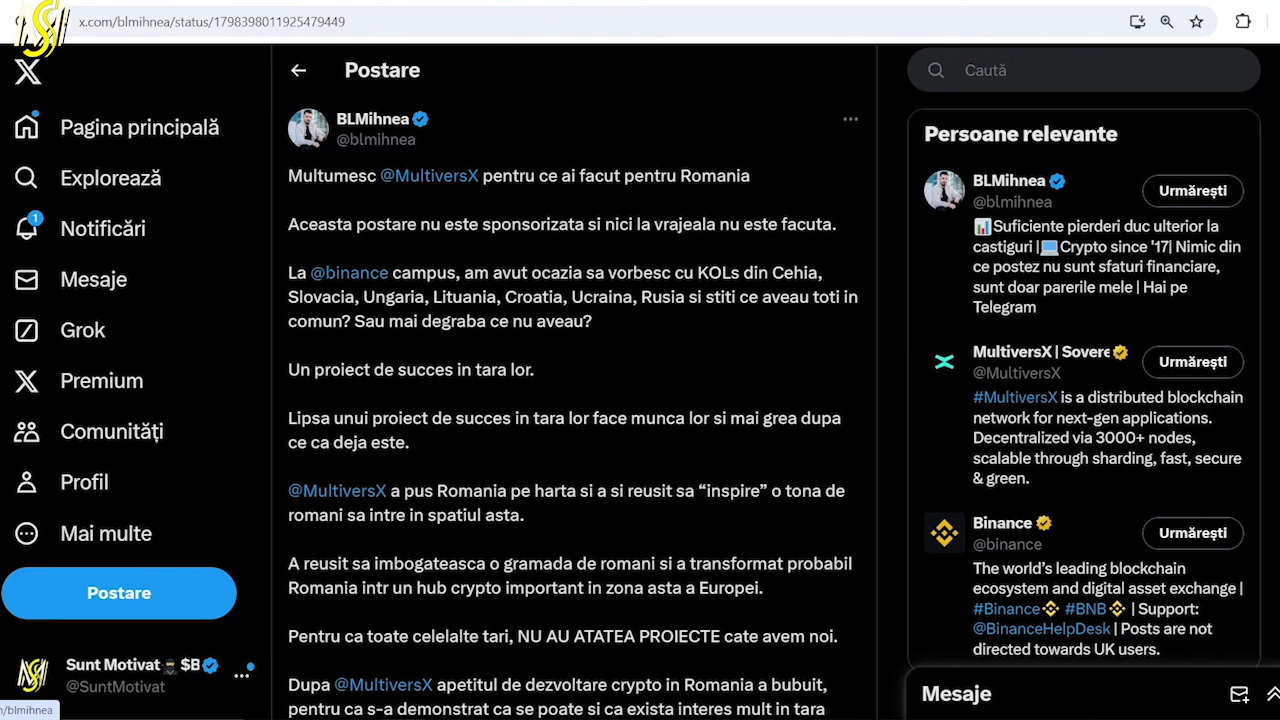 x.com/blmihnea/status/1798398011925479449
Pagina principală
Explorează
1
Notificări
Mesaje
Grok
Premium
Comunități
Profil
Mai multe
Postare
Sunt Motivat $B
@SuntMotivat
n/blmihnea
Postare
BLMihnea
@blmihnea
Multumesc @MultiversX pentru ce ai facut pentru Romania
Aceasta postare nu este sponsorizata si nici la vrajeala nu este facuta.
La @binance campus, am avut ocazia sa vorbesc cu KOLs din Cehia,
Slovacia, Ungaria, Lituania, Croatia, Ucraina, Rusia si stiti ce aveau toti in
comun? Sau mai degraba ce nu aveau?
Un proiect de succes in tara lor.
Lipsa unui proiect de succes in tara lor face munca lor si mai grea dupa
ce ca deja este.
@MultiversX a pus Romania pe harta si a si reusit sa “inspire” o tona de
romani sa intre in spatiul asta.
A reusit sa imbogateasca o gramada de romani si a transformat probabil
Romania intr un hub crypto important in zona asta a Europei.
Pentru ca toate celelalte tari, NU AU ATATEA PROIECTE cate avem noi.
Dupa @MultiversX apetitul de dezvoltare crypto in Romania a bubuit,
pentru ca s-a demonstrat ca se poate si ca exista interes mult in tara
Caută
Persoane relevante
BLMihnea
@blmihnea
Urmărești
📊Suficiente pierderi duc ulterior la
castiguri |💻Crypto since '17| Nimic din
ce postez nu sunt sfaturi financiare,
sunt doar parerile mele | Hai pe
Telegram
MultiversX | Sovere
@MultiversX
Urmărești
#MultiversX is a distributed blockchain
network for next-gen applications.
Decentralized via 3000+ nodes,
scalable through sharding, fast, secure
& green.
Binance
@binance
Urmărești
The world’s leading blockchain
ecosystem and digital asset exchange |
#Binance #BNB | Support:
@BinanceHelpDesk | Posts are not
directed towards UK users.
Mesaje